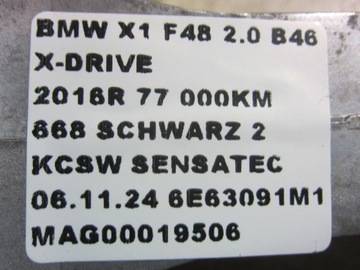 BMW X1 F48 2.0 B46
X-DRIVE
2016R 77 000KM
668 SCHWARZ 2
KCSW SENSATEC
06.11.24 6E63091M1
MAG00019506